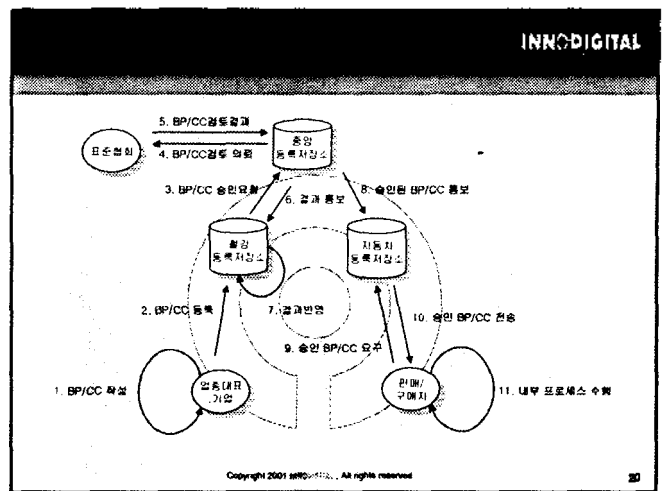 INNODIGITAL
5. BP/CC검토결과
표준협회
4. BP/CC검토 의뢰
중앙
등록저장소
3. BP/CC 승인요청
6. 결과 통보
8. 승인된 BP/CC 통보
철강
등록저장소
자동차
등록저장소
2. BP/CC 등록
7. 결과반영
10. 승인 BP/CC 전송
9. 승인 BP/CC 요구
1. BP/CC 작성
업종대표
기업
판매/
구매자
11. 내부 프로세스 수행
Copyright 2001 All rights reserved
20